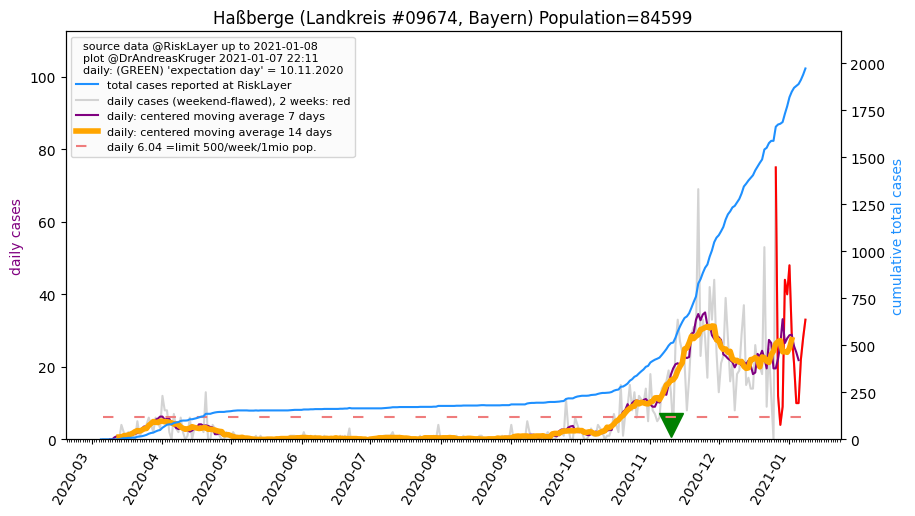 Haßberge (Landkreis #09674, Bayern) Population=84599
source data @RiskLayer up to 2021-01-08
plot @DrAndreasKruger 2021-01-07 22:11
daily: (GREEN) 'expectation day' = 10.11.2020
total cases reported at RiskLayer
daily cases (weekend-flawed), 2 weeks: red
daily: centered moving average 7 days
daily: centered moving average 14 days
daily 6.04 =limit 500/week/1mio pop.
daily cases
100
80
60
40
20
0
cumulative total cases
2000
1750
1500
1250
1000
750
500
250
0
2020-03
2020-04
2020-05
2020-06
2020-07
2020-08
2020-09
2020-10
2020-11
2020-12
2021-01